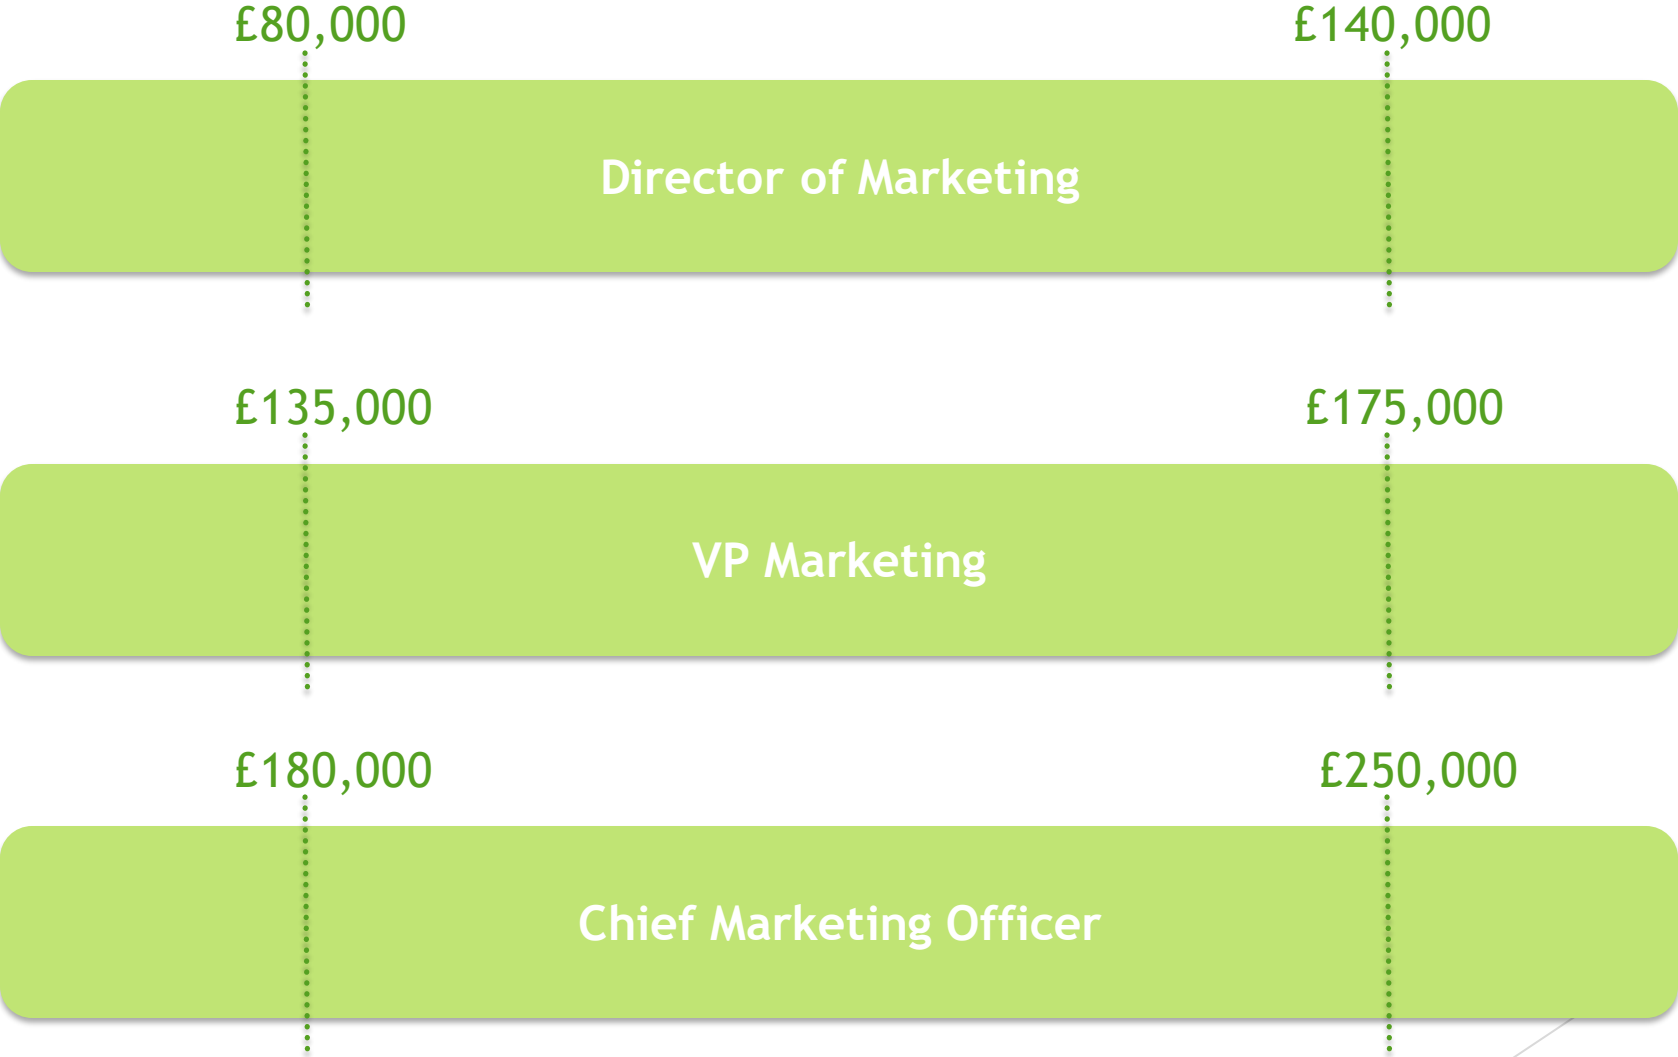 £80,000 £140,000
Director of Marketing
£135,000 £175,000
VP Marketing
£180,000 £250,000
Chief Marketing Officer